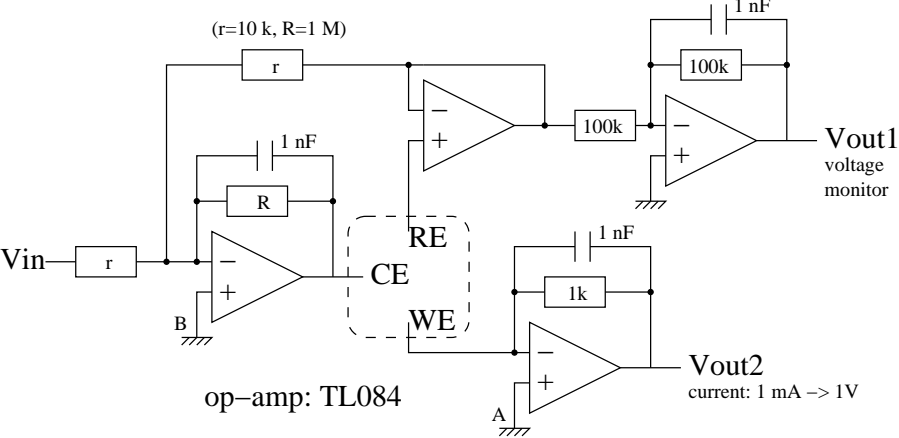 1 nF
(r=10 k, R=1 M)
r
100k
−
+
100k
−
+
Vout1
voltage
monitor
1 nF
R
Vin
r
−
+
B
RE
CE
WE
1 nF
1k
−
+
A
Vout2
current: 1 mA −> 1V
op−amp: TL084